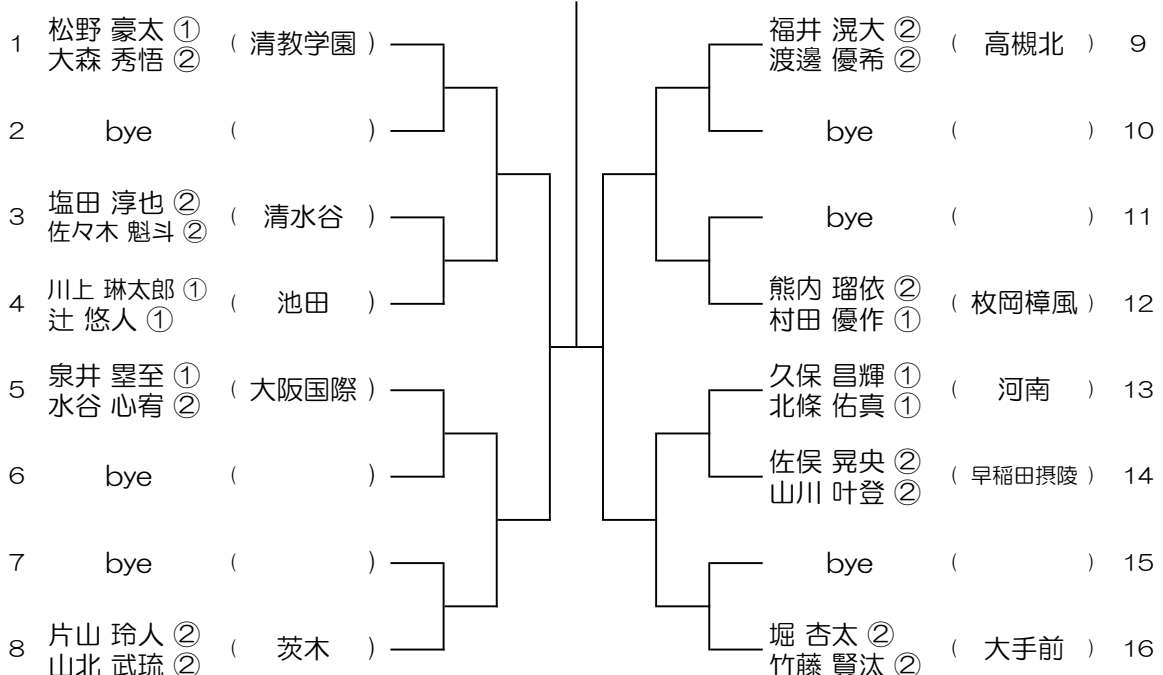 1 松野 豪太 ① ( 清教学園 )
大森 秀悟 ②
2 bye ( )
3 塩田 淳也 ② ( 清水谷 )
佐々木 魁斗 ②
4 川上 琳太郎 ① ( 池田 )
辻 悠人 ①
5 泉井 塁至 ① ( 大阪国際 )
水谷 心宥 ②
6 bye ( )
7 bye ( )
8 片山 玲人 ② ( 茨木 )
山北 武琉 ②
福井 滉大 ② ( 高槻北 ) 9
渡邊 優希 ②
bye ( ) 10
bye ( ) 11
熊内 瑠依 ② ( 枚岡樟風 ) 12
村田 優作 ①
久保 昌輝 ① ( 河南 ) 13
北條 佑真 ①
佐俣 晃央 ② ( 早稲田摂陵 ) 14
山川 叶登 ②
bye ( ) 15
堀 杏太 ② ( 大手前 ) 16
竹藤 賢汰 ②